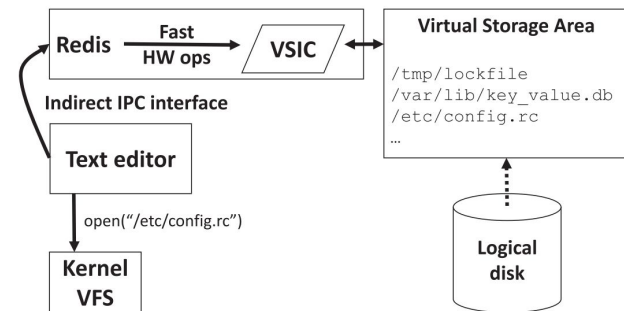 Redis
Fast
HW ops
VSIC
Virtual Storage Area
/tmp/lockfile
/var/lib/key_value.db
/etc/config.rc
…
Indirect IPC interface
Text editor
open(“/etc/config.rc”)
Kernel
VFS
Logical
disk